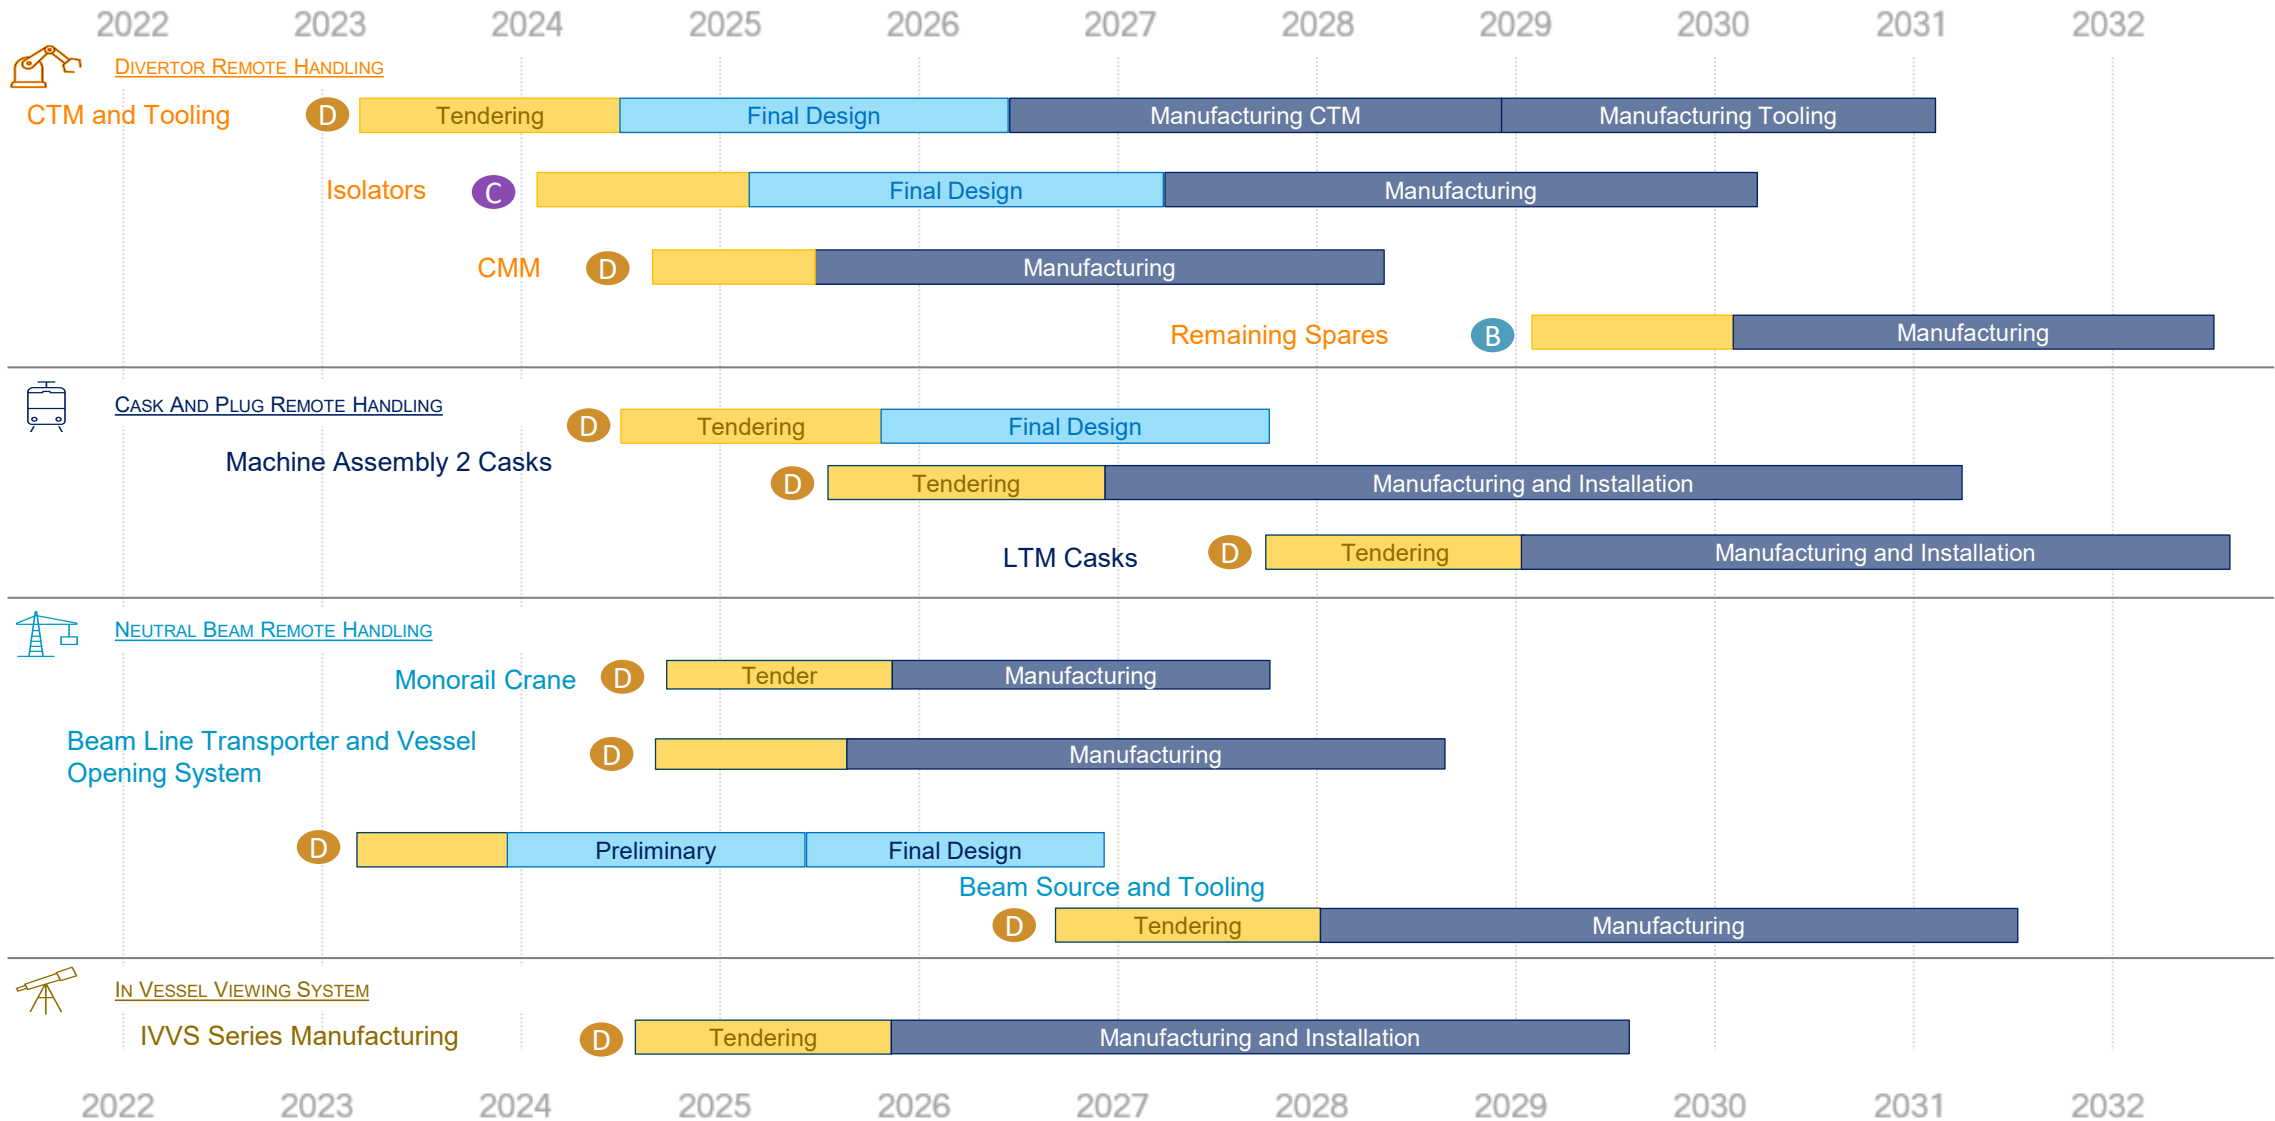 2022 2023 2024 2025 2026 2027 2028 2029 2030 2031 2032
DIVERTOR REMOTE HANDLING
CTM and Tooling D Tendering Final Design Manufacturing CTM Manufacturing Tooling
Isolators C Final Design Manufacturing
CMM D Manufacturing
Remaining Spares B Manufacturing
CASK AND PLUG REMOTE HANDLING
D Tendering Final Design
Machine Assembly 2 Casks
D Tendering Manufacturing and Installation
LTM Casks D Tendering Manufacturing and Installation
NEUTRAL BEAM REMOTE HANDLING
Monorail Crane D Tender Manufacturing
Beam Line Transporter and Vessel
Opening System
D Manufacturing
D Preliminary Final Design
Beam Source and Tooling
D Tendering Manufacturing
IN VESSEL VIEWING SYSTEM
IVVS Series Manufacturing D Tendering Manufacturing and Installation
2022 2023 2024 2025 2026 2027 2028 2029 2030 2031 2032